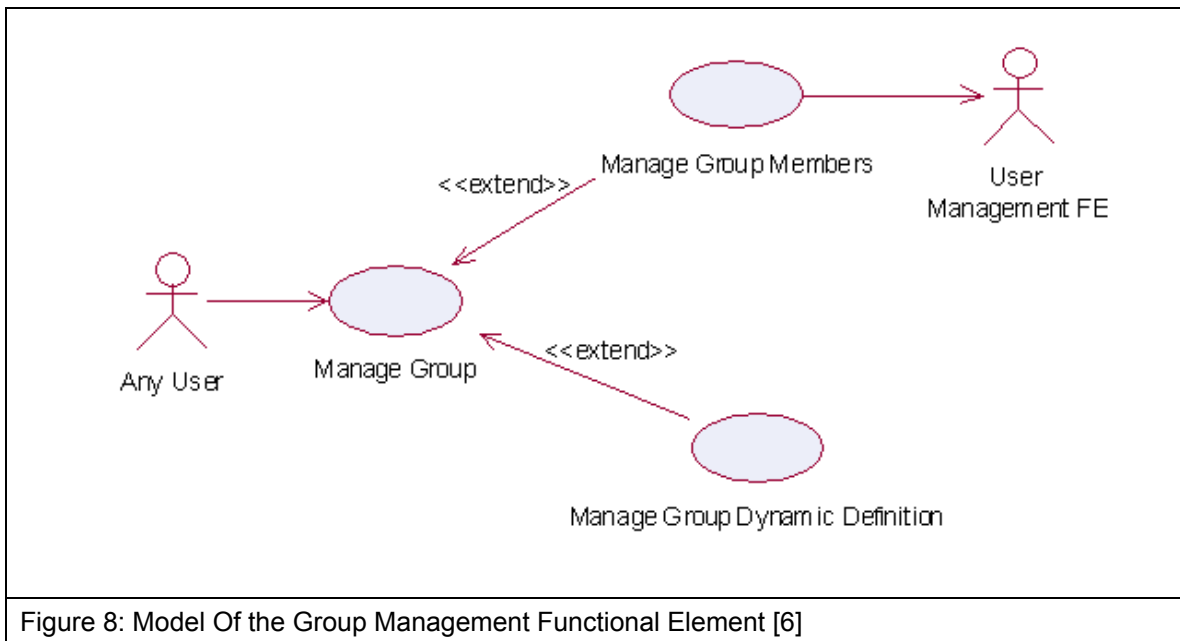 Manage Group Members
<<extend>>
User
Management FE
Any User
Manage Group
<<extend>>
Manage Group Dynamic Definition
Figure 8: Model Of the Group Management Functional Element [6]